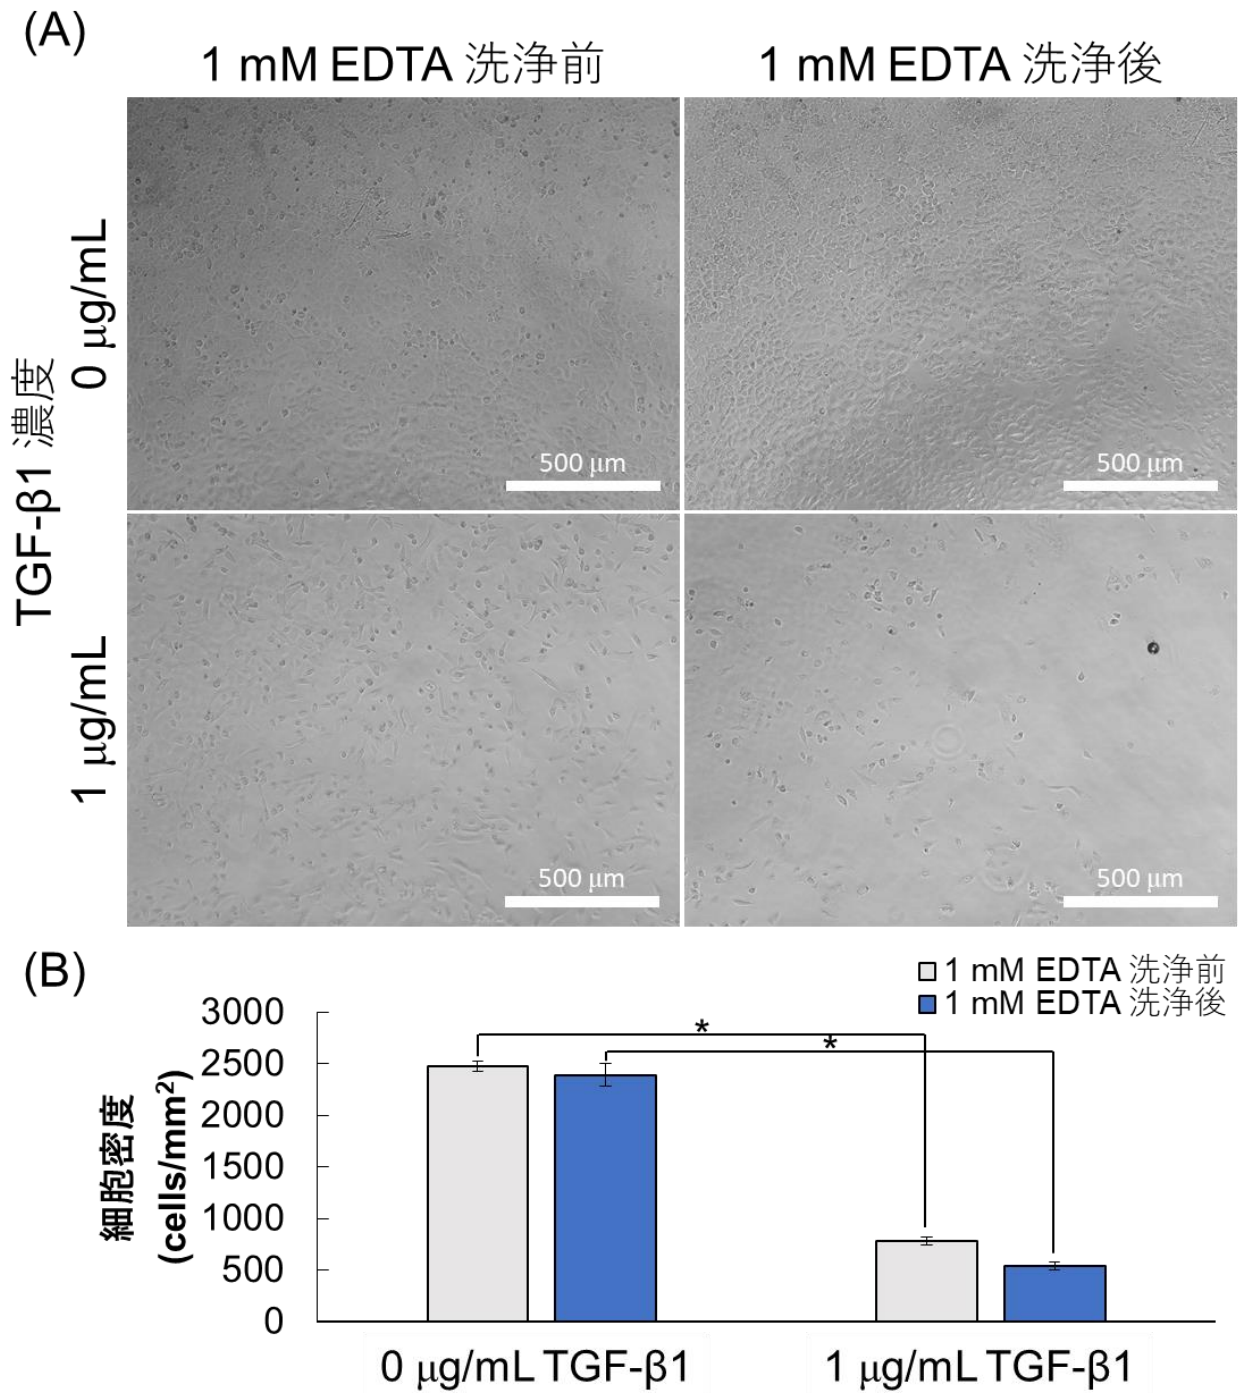 (A)
1 mM EDTA 洗浄前
1 mM EDTA 洗浄後
TGF-β1 濃度
0 μg/mL
500 μm
500 μm
1 μg/mL
500 μm
500 μm
(B)
1 mM EDTA 洗浄前
1 mM EDTA 洗浄後
細胞密度
(cells/mm²)
3000
2500
2000
1500
1000
500
0
*
*
0 μg/mL TGF-β1
1 μg/mL TGF-β1